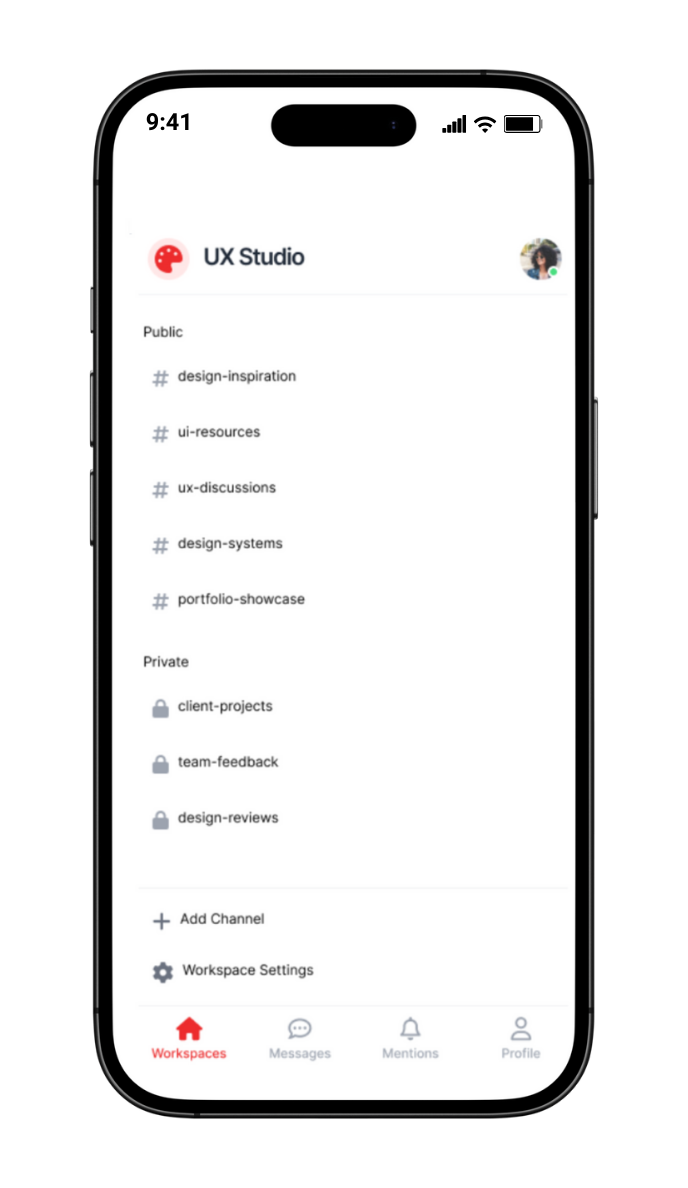 9:41
UX Studio
Public
# design-inspiration
# ui-resources
# ux-discussions
# design-systems
# portfolio-showcase
Private
client-projects
team-feedback
design-reviews
+ Add Channel
Workspace Settings
Workspaces Messages Mentions Profile